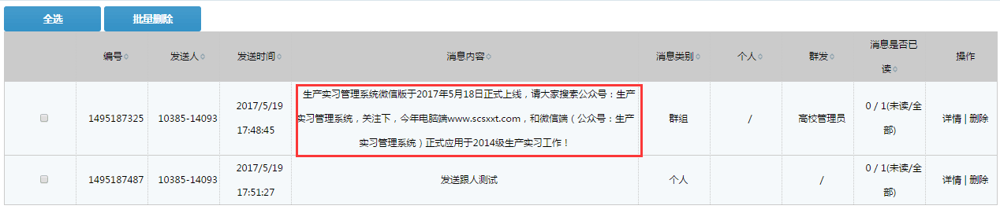 全选 批量删除
编号 发送人 发送时间 消息内容 消息类别 个人 群发 消息是否已 操作
读
生产实习管理系统微信版于2017年5月18日正式上线，请大家搜索公众号：生产
2017/5/19 0 / 1(未读/全
1495187325 10385-14093 实习管理系统，关注下，今年电脑端www.scsxxt.com，和微信端（公众号：生产 群组 / 高校管理员 详情 | 删除
17:48:45 部)
实习管理系统）正式应用于2014级生产实习工作！
2017/5/19 0 / 1(未读/全
1495187487 10385-14093 发送跟人测试 个人 / 详情 | 删除
17:51:27 部)